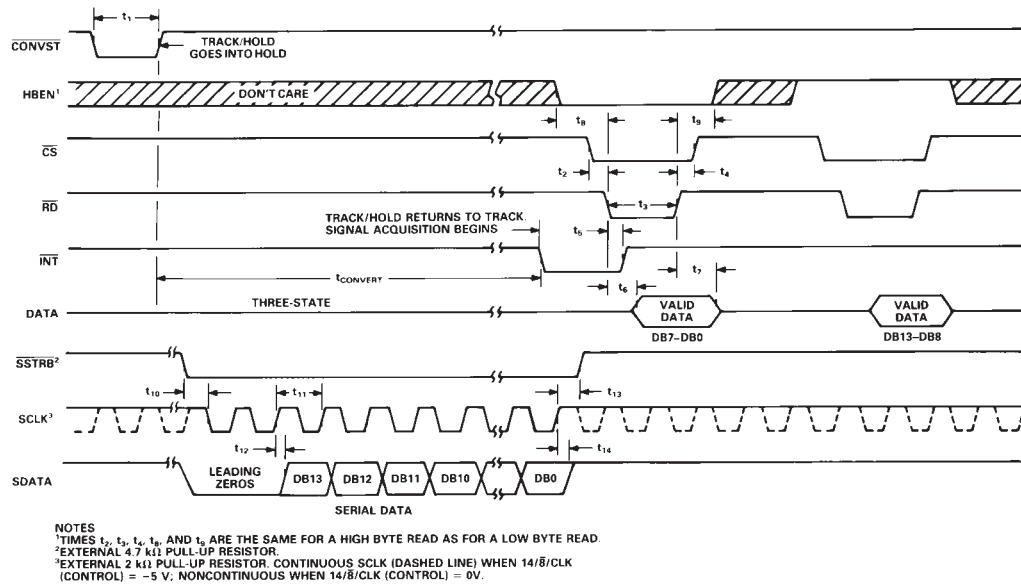 t1
CONVST
TRACK/HOLD
GOES INTO HOLD
HBEN1
DON'T CARE
t8
t9
CS
t2
t4
RD
t3
TRACK/HOLD RETURNS TO TRACK.
SIGNAL ACQUISITION BEGINS
t5
INT
tCONVERT
t7
t6
THREE-STATE
DATA
VALID
DATA
VALID
DATA
DB7–DB0
DB13–DB8
SSTRB2
t10
t11
t13
SCLK3
t12
t14
SDATA
LEADING
ZEROS
DB13
DB12
DB11
DB10
DB0
SERIAL DATA
NOTES
1TIMES t2, t3, t4, t8, AND t9 ARE THE SAME FOR A HIGH BYTE READ AS FOR A LOW BYTE READ.
2EXTERNAL 4.7 kΩ PULL-UP RESISTOR.
3EXTERNAL 2 kΩ PULL-UP RESISTOR. CONTINUOUS SCLK (DASHED LINE) WHEN 14/8/CLK
(CONTROL) = –5 V; NONCONTINUOUS WHEN 14/8/CLK (CONTROL) = 0V.